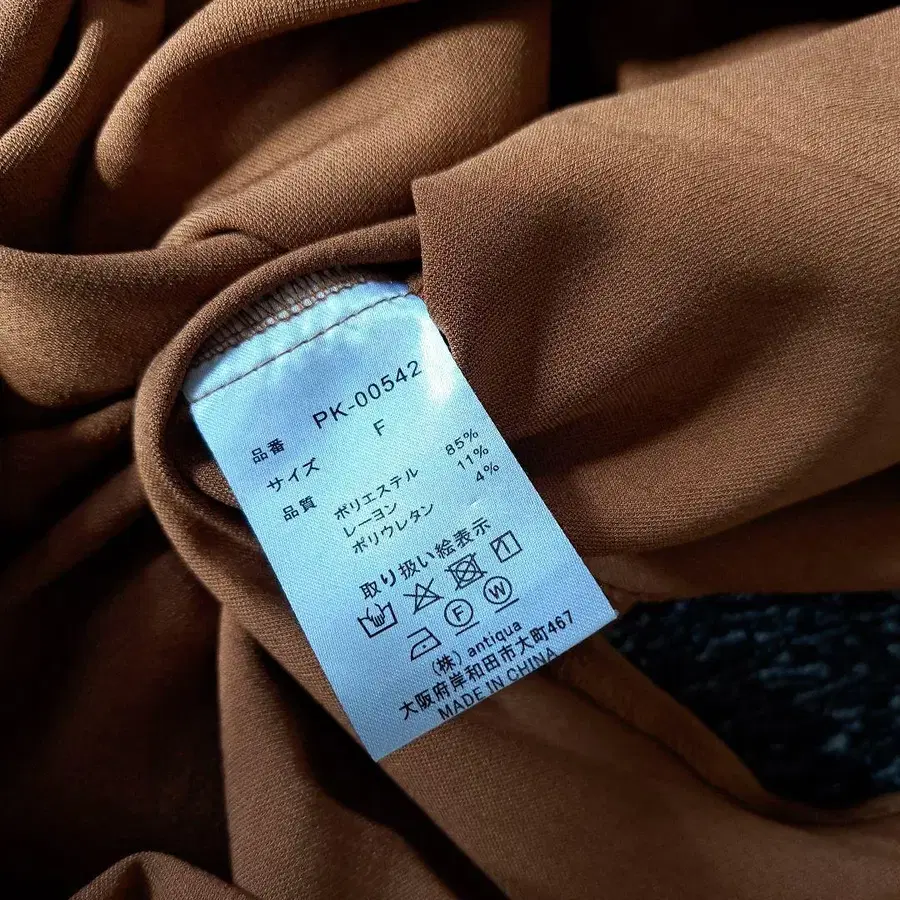 品番 PK-00542
サイズ F
品質 ポリエステル 85%
レーヨン 11%
ポリウレタン 4%
取り扱い絵表示
F W
(株) antiqua
大阪府岸和田市大町467
MADE IN CHINA